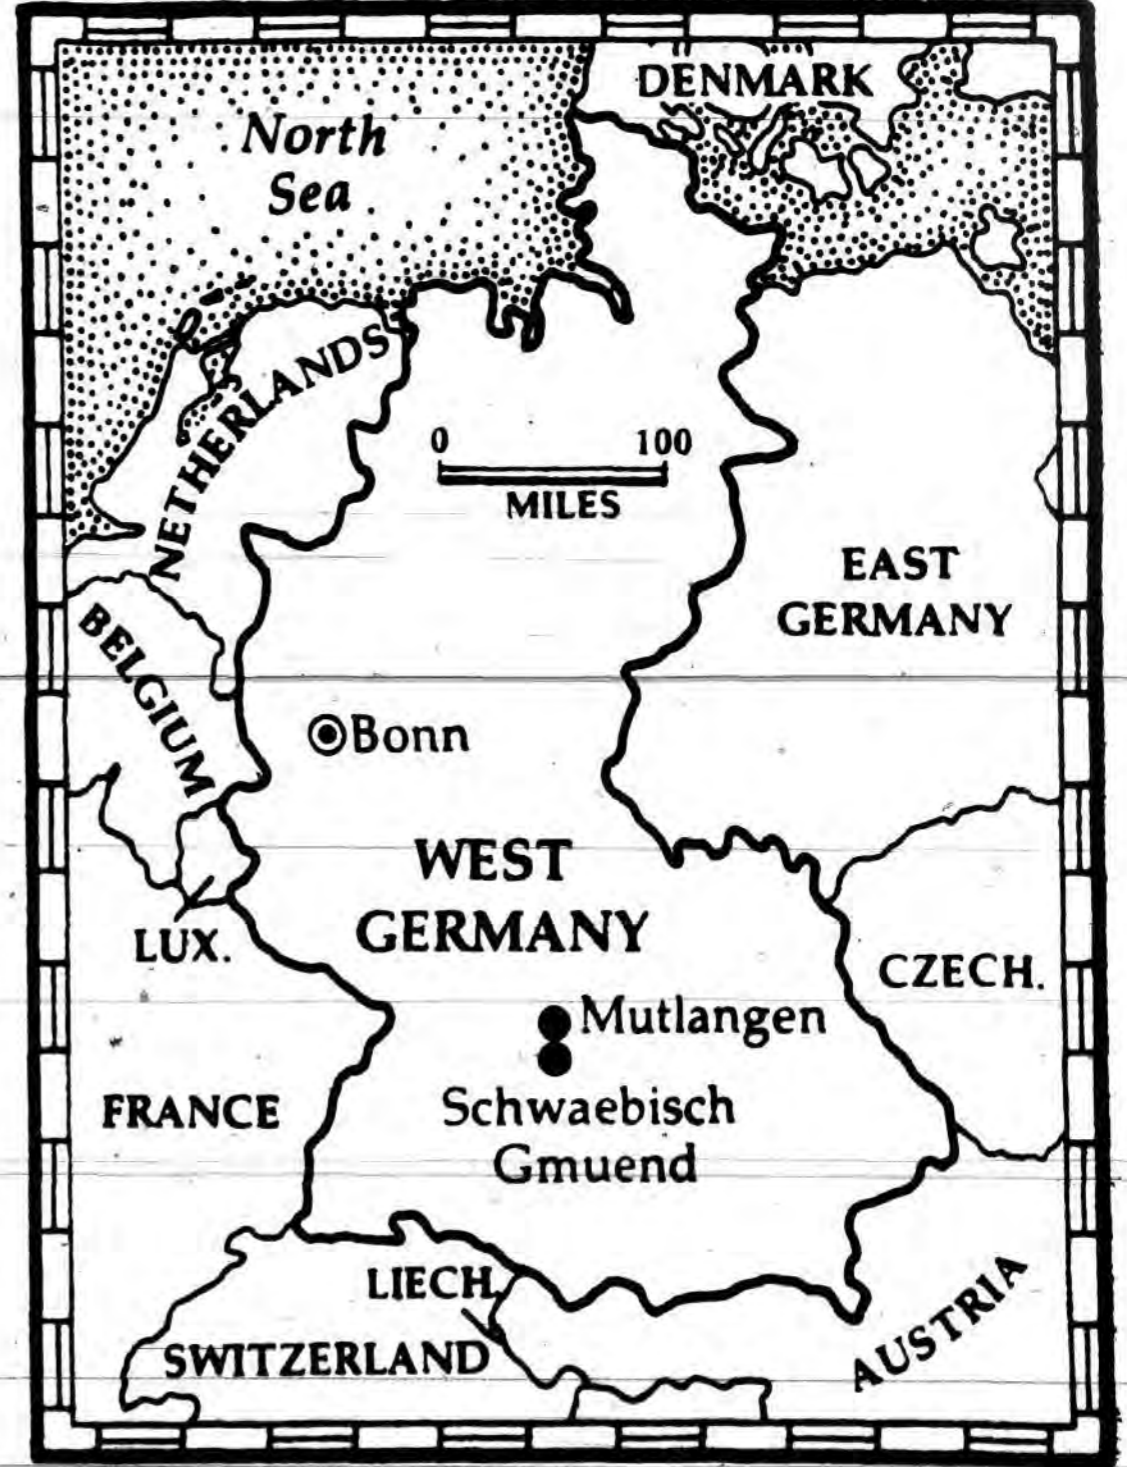 DENMARK
North
Sea
NETHERLANDS
0 100
MILES
EAST
GERMANY
BELGIUM
Bonn
WEST
GERMANY
LUX.
CZECH.
Mutlangen
FRANCE
Schwaebisch
Gmuend
LIECH.
AUSTRIA
SWITZERLAND